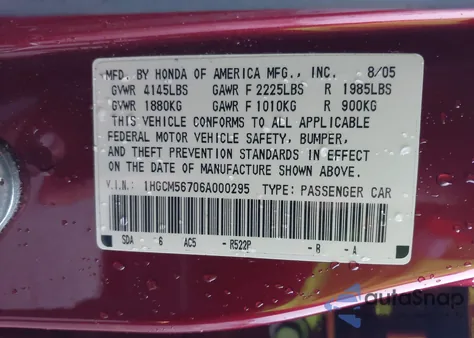 MFD. BY HONDA OF AMERICA MFG., INC. 8/05
GVWR 4145LBS GAWR F 2225LBS R 1985LBS
GVWR 1880KG GAWR F 1010KG R 900KG
THIS VEHICLE CONFORMS TO ALL APPLICABLE
FEDERAL MOTOR VEHICLE SAFETY, BUMPER,
AND THEFT PREVENTION STANDARDS IN EFFECT
ON THE DATE OF MANUFACTURE SHOWN ABOVE.
V.I.N.: 1HGCM56706A000295 TYPE: PASSENGER CAR
SDA 6 AC5 - R522P - B - A
autoSnap